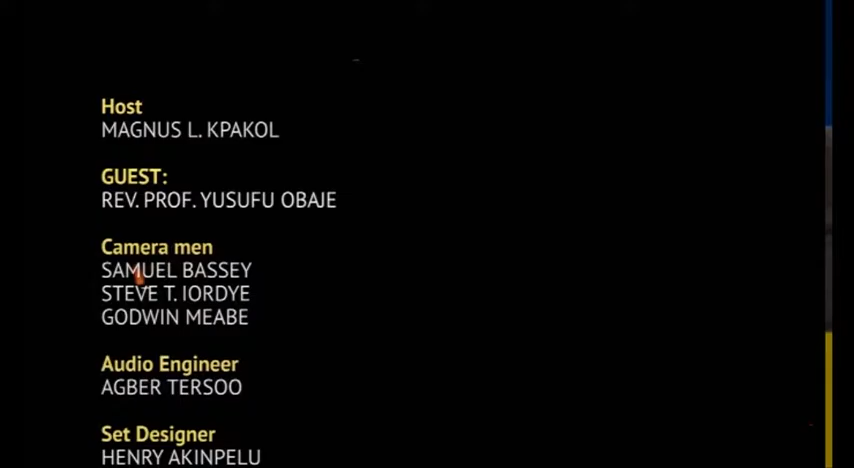 Host
MAGNUS L. KPAKOL
GUEST:
REV. PROF. YUSUFU OBAJE
Camera men
SAMUEL BASSEY
STEVE T. IORDYE
GODWIN MEABE
Audio Engineer
AGBER TERSOO
Set Designer
HENRY AKINPELU